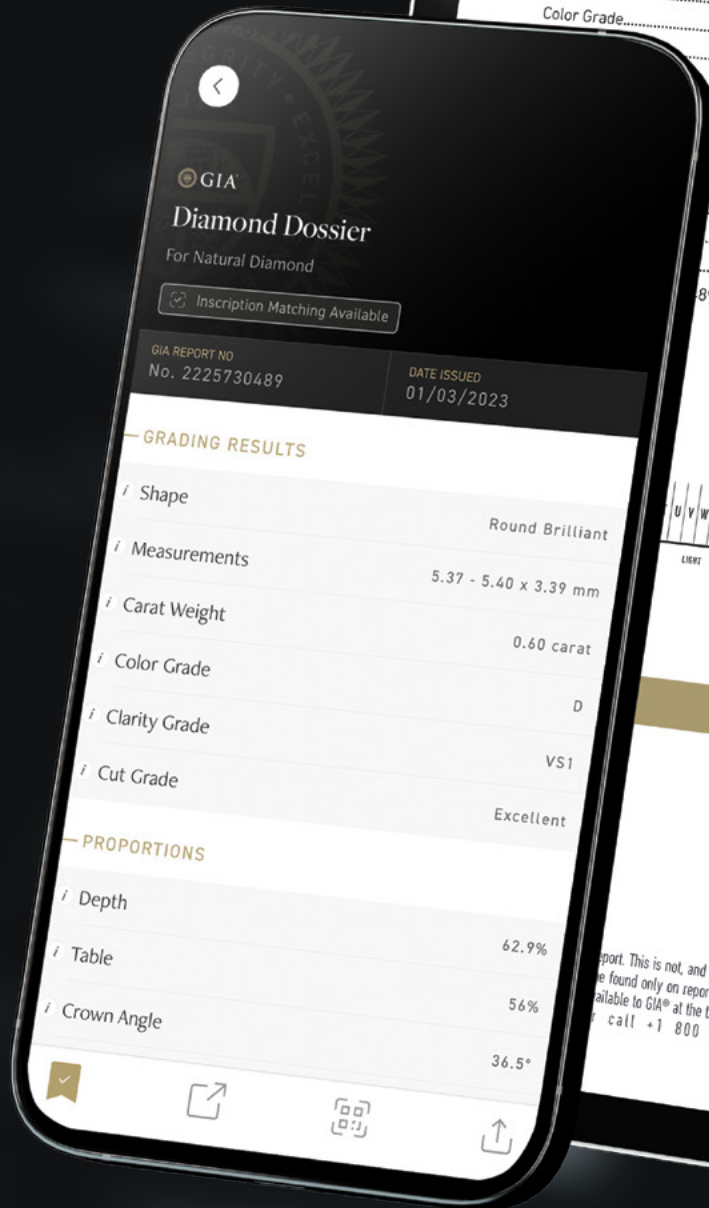 Color Grade
GIA
Diamond Dossier
For Natural Diamond
Inscription Matching Available
GIA REPORT NO
No. 2225730489
DATE ISSUED
01/03/2023
GRADING RESULTS
i Shape
Round Brilliant
i Measurements
5.37 - 5.40 x 3.39 mm
i Carat Weight
0.60 carat
i Color Grade
D
i Clarity Grade
VS1
i Cut Grade
Excellent
PROPORTIONS
i Depth
62.9%
i Table
56%
i Crown Angle
36.5°
U V W
LIGHT
This is not, and
found only on
to GIA® at the
call +1 800